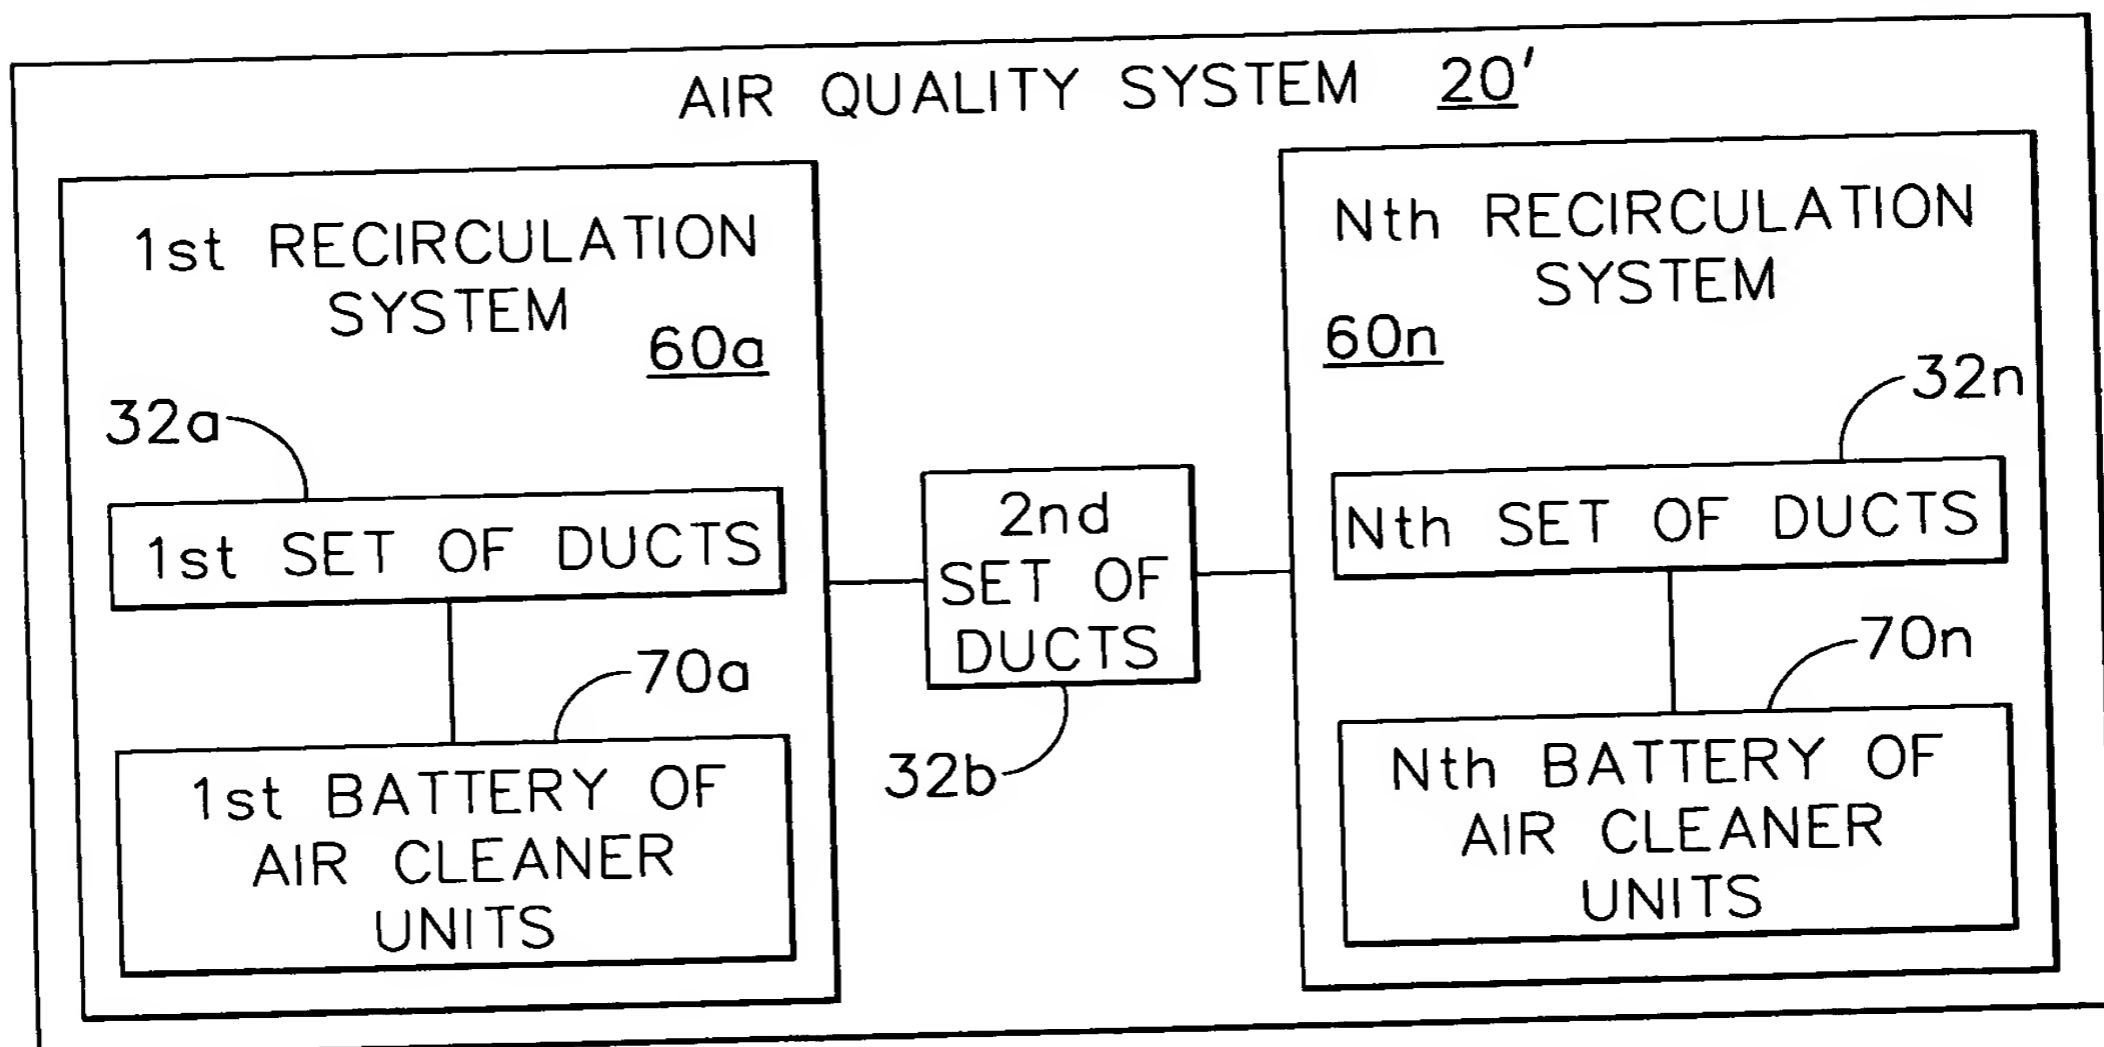 AIR QUALITY SYSTEM 20'
1st RECIRCULATION
SYSTEM
60a
32a
1st SET OF DUCTS
70a
1st BATTERY OF
AIR CLEANER
UNITS
2nd
SET OF
DUCTS
32b
Nth RECIRCULATION
SYSTEM
60n
32n
Nth SET OF DUCTS
70n
Nth BATTERY OF
AIR CLEANER
UNITS